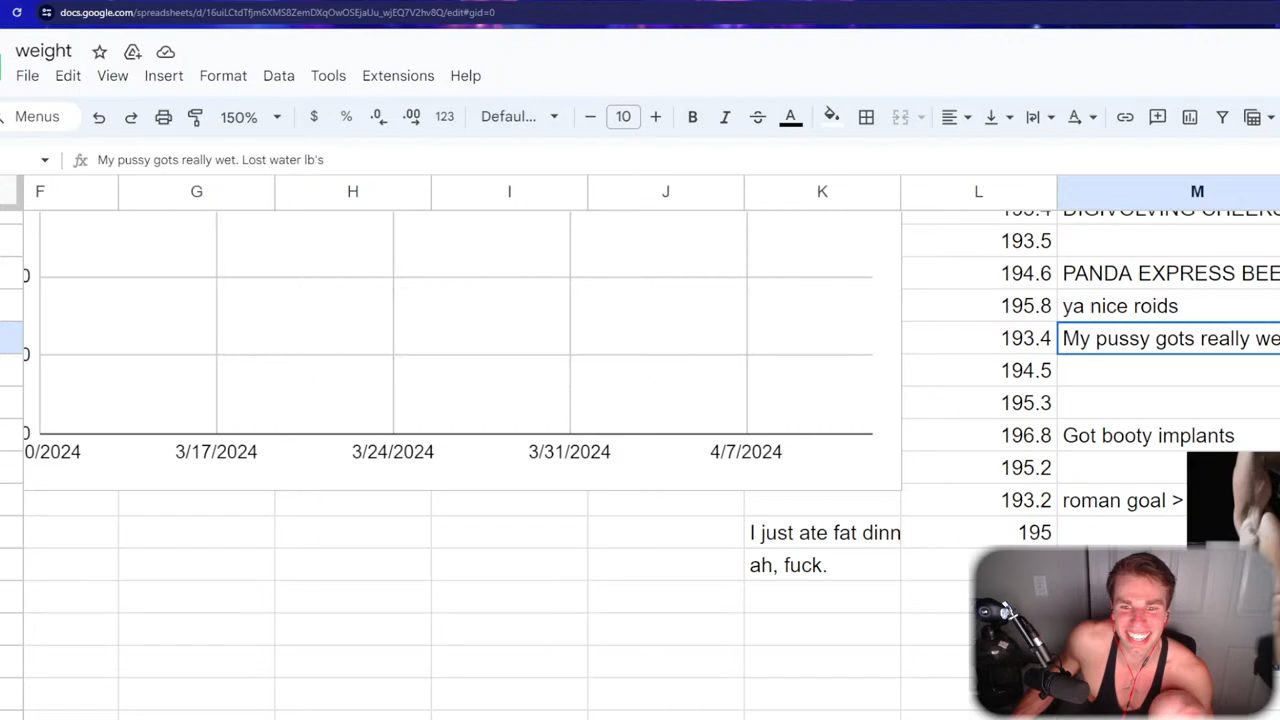 docs.google.com/spreadsheets/d/16uiLCtdTfjm6XMS8ZemDXqOwOSEjaUu_wjEQ7V2hv8Q/edit#gid=0
weight
File Edit View Insert Format Data Tools Extensions Help
Menus 150% $ % .0 .00 123 Defaul... 10 B I S A
fx My pussy gots really wet. Lost water lb's
F G H I J K L M
193.5
194.6 PANDA EXPRESS BEE
195.8 ya nice roids
193.4 My pussy gots really we
194.5
195.3
196.8 Got booty implants
0/2024 3/17/2024 3/24/2024 3/31/2024 4/7/2024
195.2
193.2 roman goal >
I just ate fat dinn 195
ah, fuck.